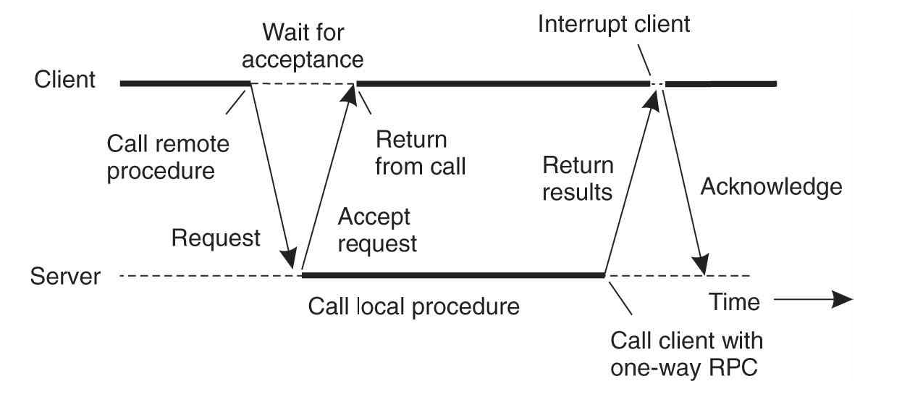 Interrupt client
Wait for
acceptance
Client
Call remote
procedure
Return
from call
Return
results
Acknowledge
Accept
request
Request
Server
Call local procedure
Time
Call client with
one-way RPC